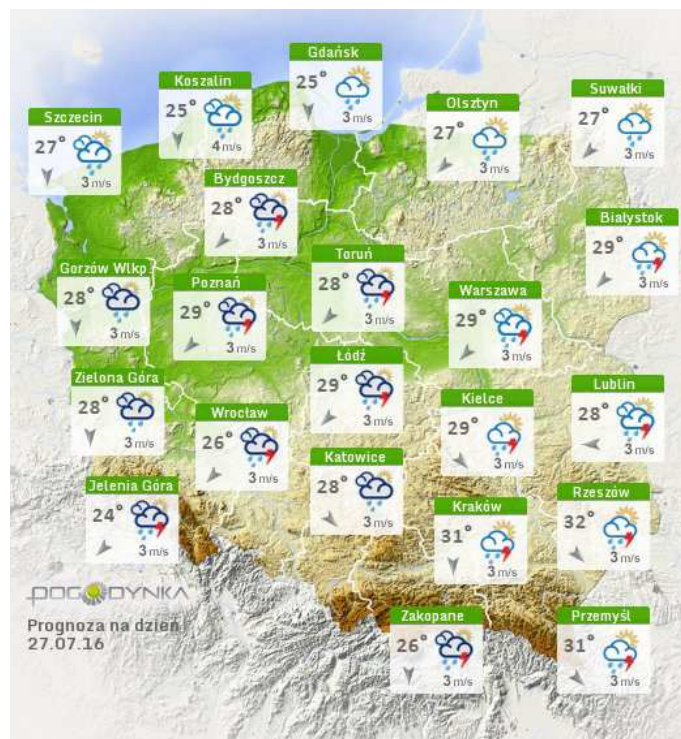 Gdańsk
25°
3 m/s
Koszalin
25°
4 m/s
Suwałki
27°
3 m/s
Olsztyn
27°
3 m/s
Szczecin
27°
3 m/s
Bydgoszcz
28°
3 m/s
Białystok
29°
3 m/s
Toruń
28°
3 m/s
Gorzów Wlkp
28°
3 m/s
Poznań
29°
3 m/s
Warszawa
29°
3 m/s
Łódź
29°
3 m/s
Zielona Góra
28°
3 m/s
Lublin
28°
3 m/s
Kielce
29°
3 m/s
Wrocław
26°
3 m/s
Katowice
28°
3 m/s
Jelenia Góra
24°
3 m/s
Rzeszów
32°
3 m/s
Kraków
31°
3 m/s
POGODYNKA
Prognoza na dzień
27.07.16
Zakopane
26°
3 m/s
Przemyśl
31°
3 m/s